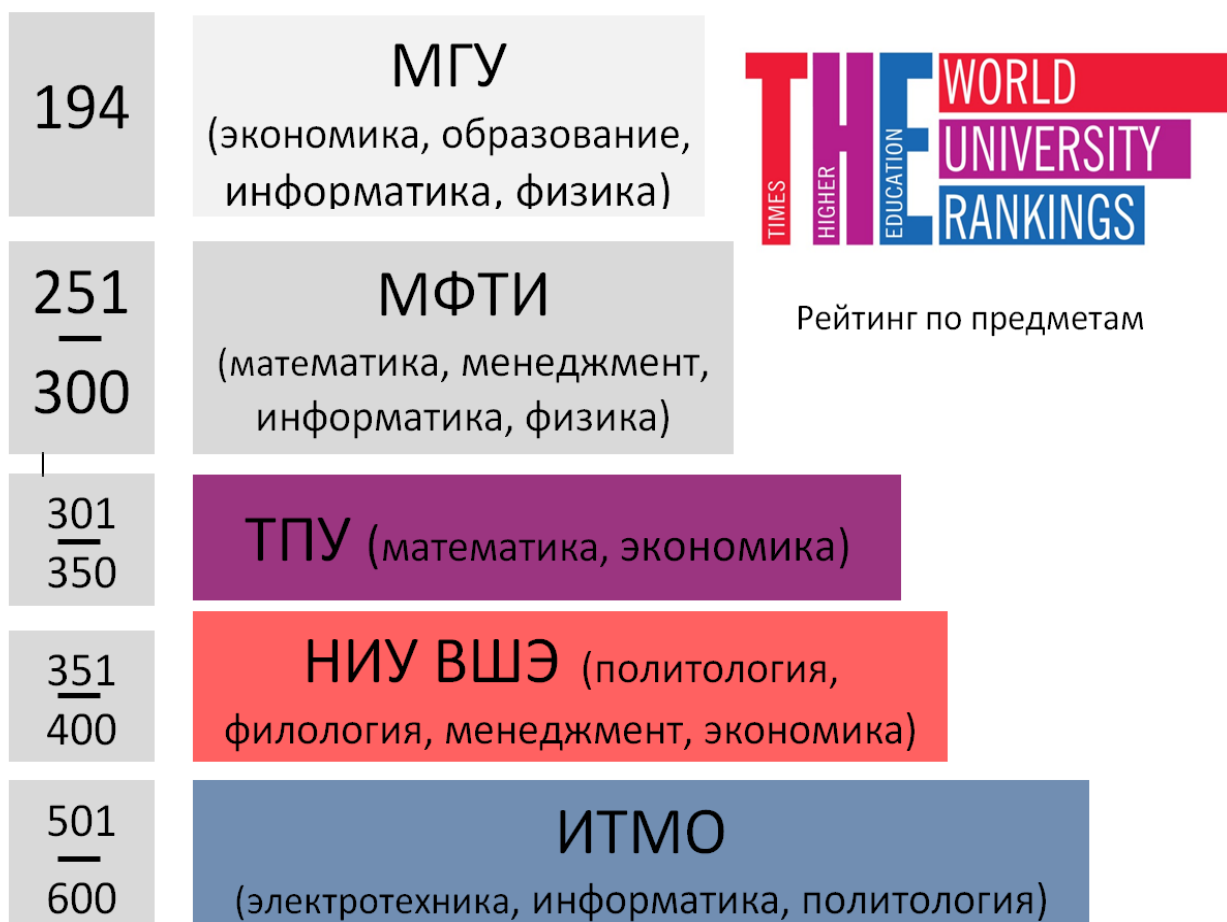 194
МГУ
(экономика, образование,
информатика, физика)
TIMES
HIGHER
EDUCATION
WORLD
UNIVERSITY
RANKINGS
Рейтинг по предметам
251
—
300
МФТИ
(математика, менеджмент,
информатика, физика)
301
—
350
ТПУ (математика, экономика)
351
—
400
НИУ ВШЭ (политология,
филология, менеджмент, экономика)
501
—
600
ИТМО
(электротехника, информатика, политология)